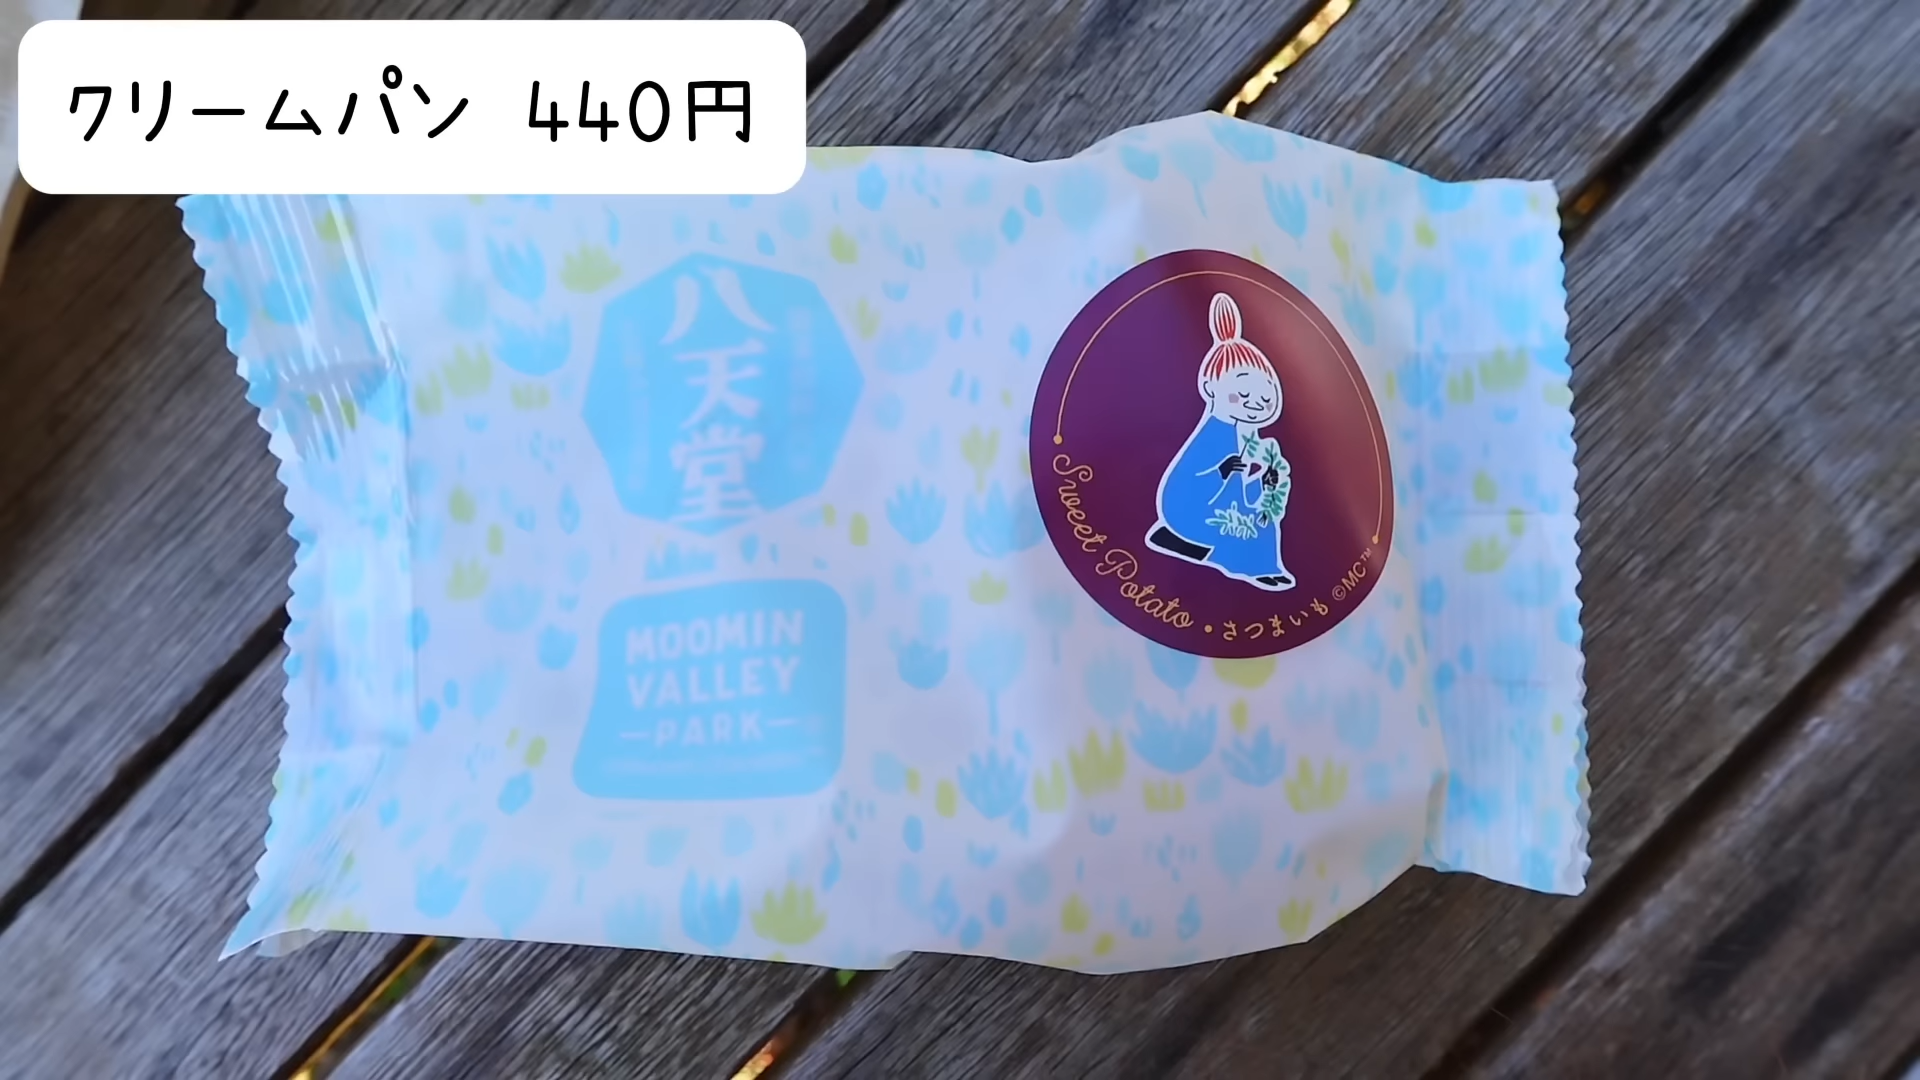 クリームパン 440円
八天堂
MOOMIN
VALLEY
PARK
Sweet Potato・さつまいも ©MC™